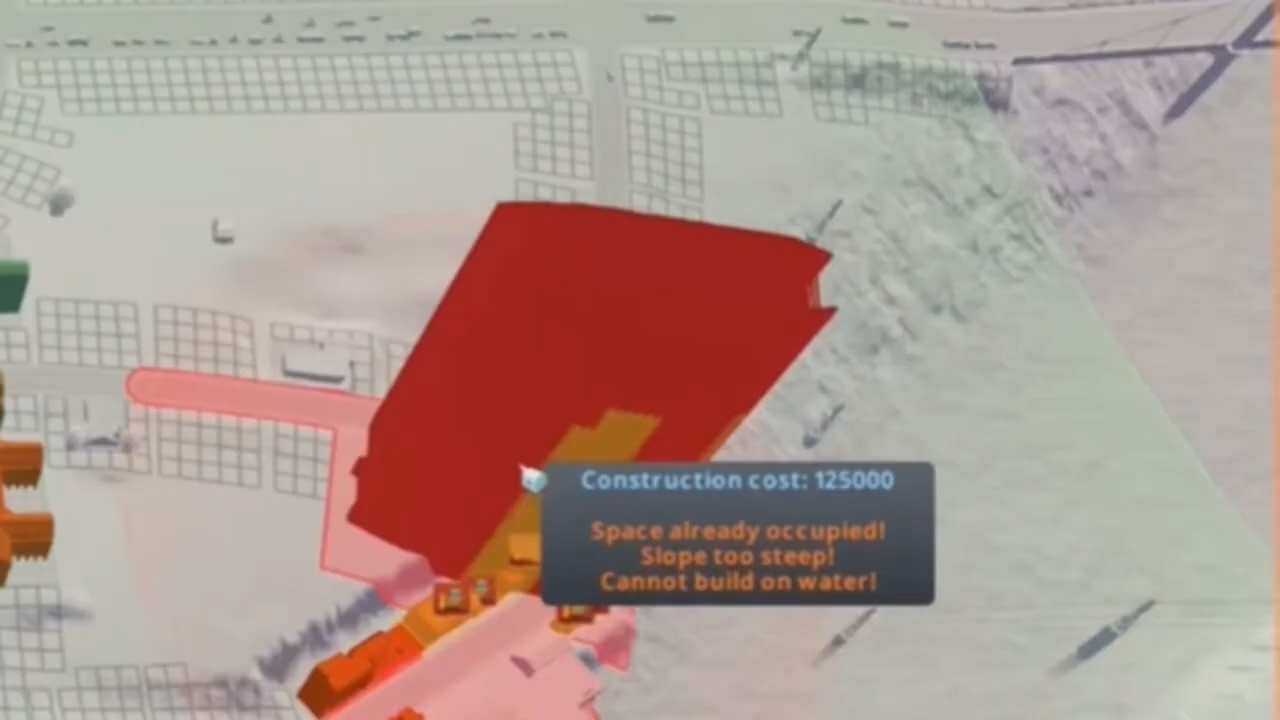 Construction cost: 125000
Space already occupied!
Slope too steep!
Cannot build on water!